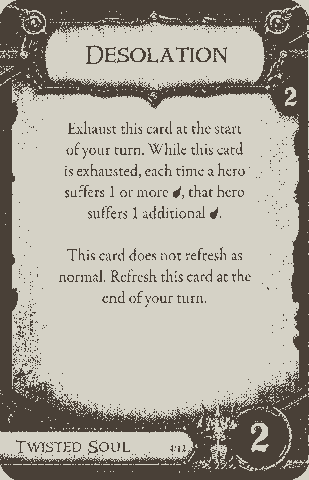 DESOLATION
2
Exhaust this card at the start
of your turn. While this card
is exhausted, each time a hero
suffers 1 or more , that hero
suffers 1 additional .
This card does not refresh as
normal. Refresh this card at the
end of your turn.
TWISTED SOUL
2